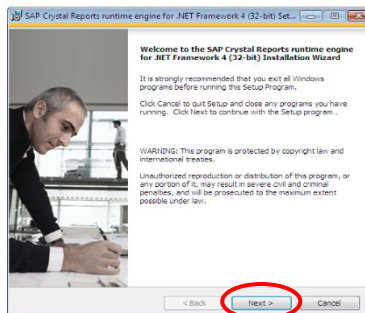 SAP Crystal Reports runtime engine for .NET Framework 4 (32-bit) Set...
Welcome to the SAP Crystal Reports runtime engine
for .NET Framework 4 (32-bit) Installation Wizard
It is strongly recommended that you exit all Windows
programs before running this Setup Program.
Click Cancel to quit Setup and close any programs you have
running. Click Next to continue with the Setup program .
WARNING: This program is protected by copyright law and
international treaties.
Unauthorized reproduction or distribution of this program, or
any portion of it, may result in severe civil and criminal
penalties, and will be prosecuted to the maximum extent
possible under law.
< Back
Next >
Cancel